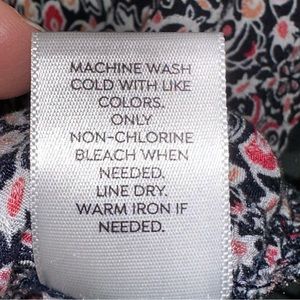 MACHINE WASH
COLD WITH LIKE
COLORS.
ONLY
NON-CHLORINE
BLEACH WHEN
NEEDED.
LINE DRY.
WARM IRON IF
NEEDED.